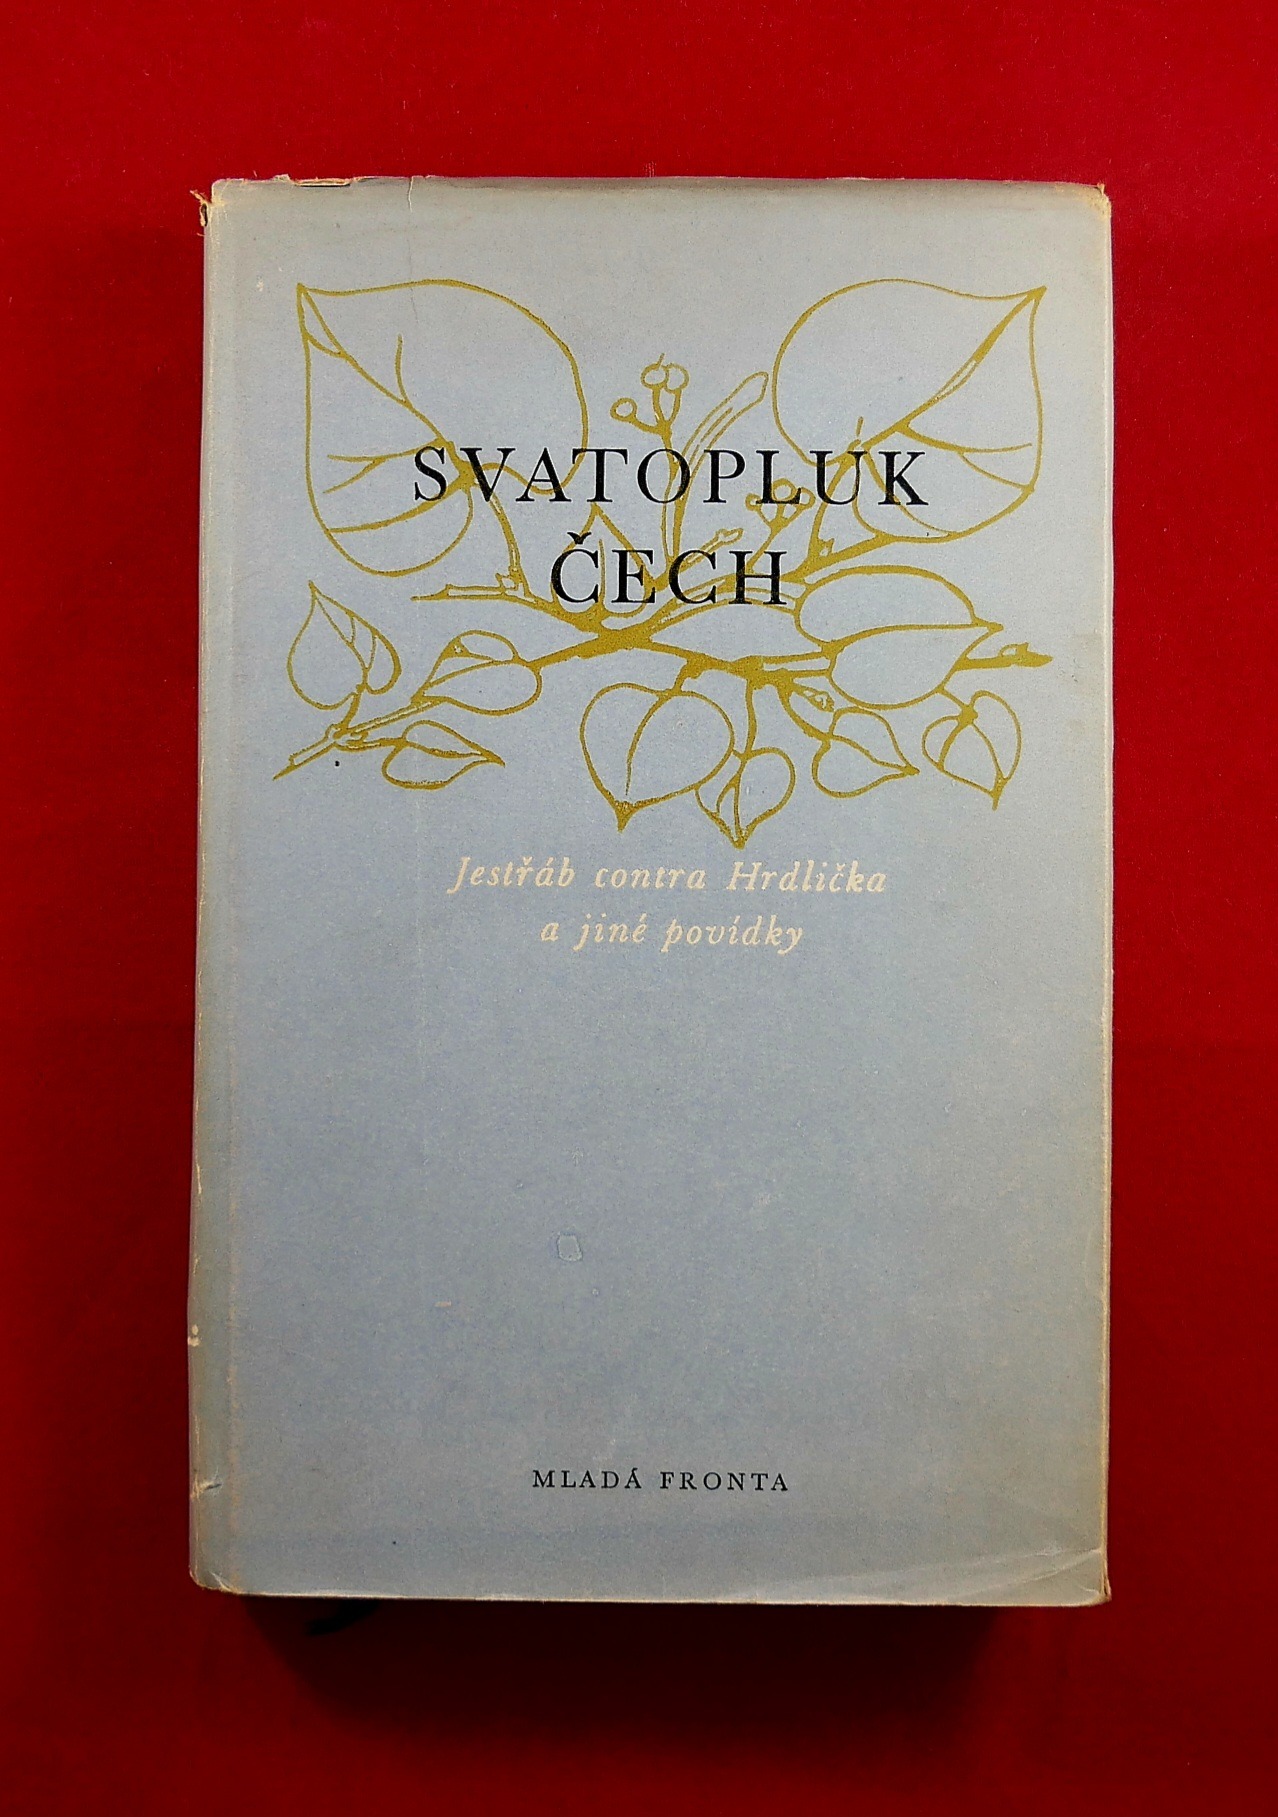 SVATOPLUK
ČECH
Jestřáb contra Hrdlička
a jiné povídky
MLADÁ FRONTA